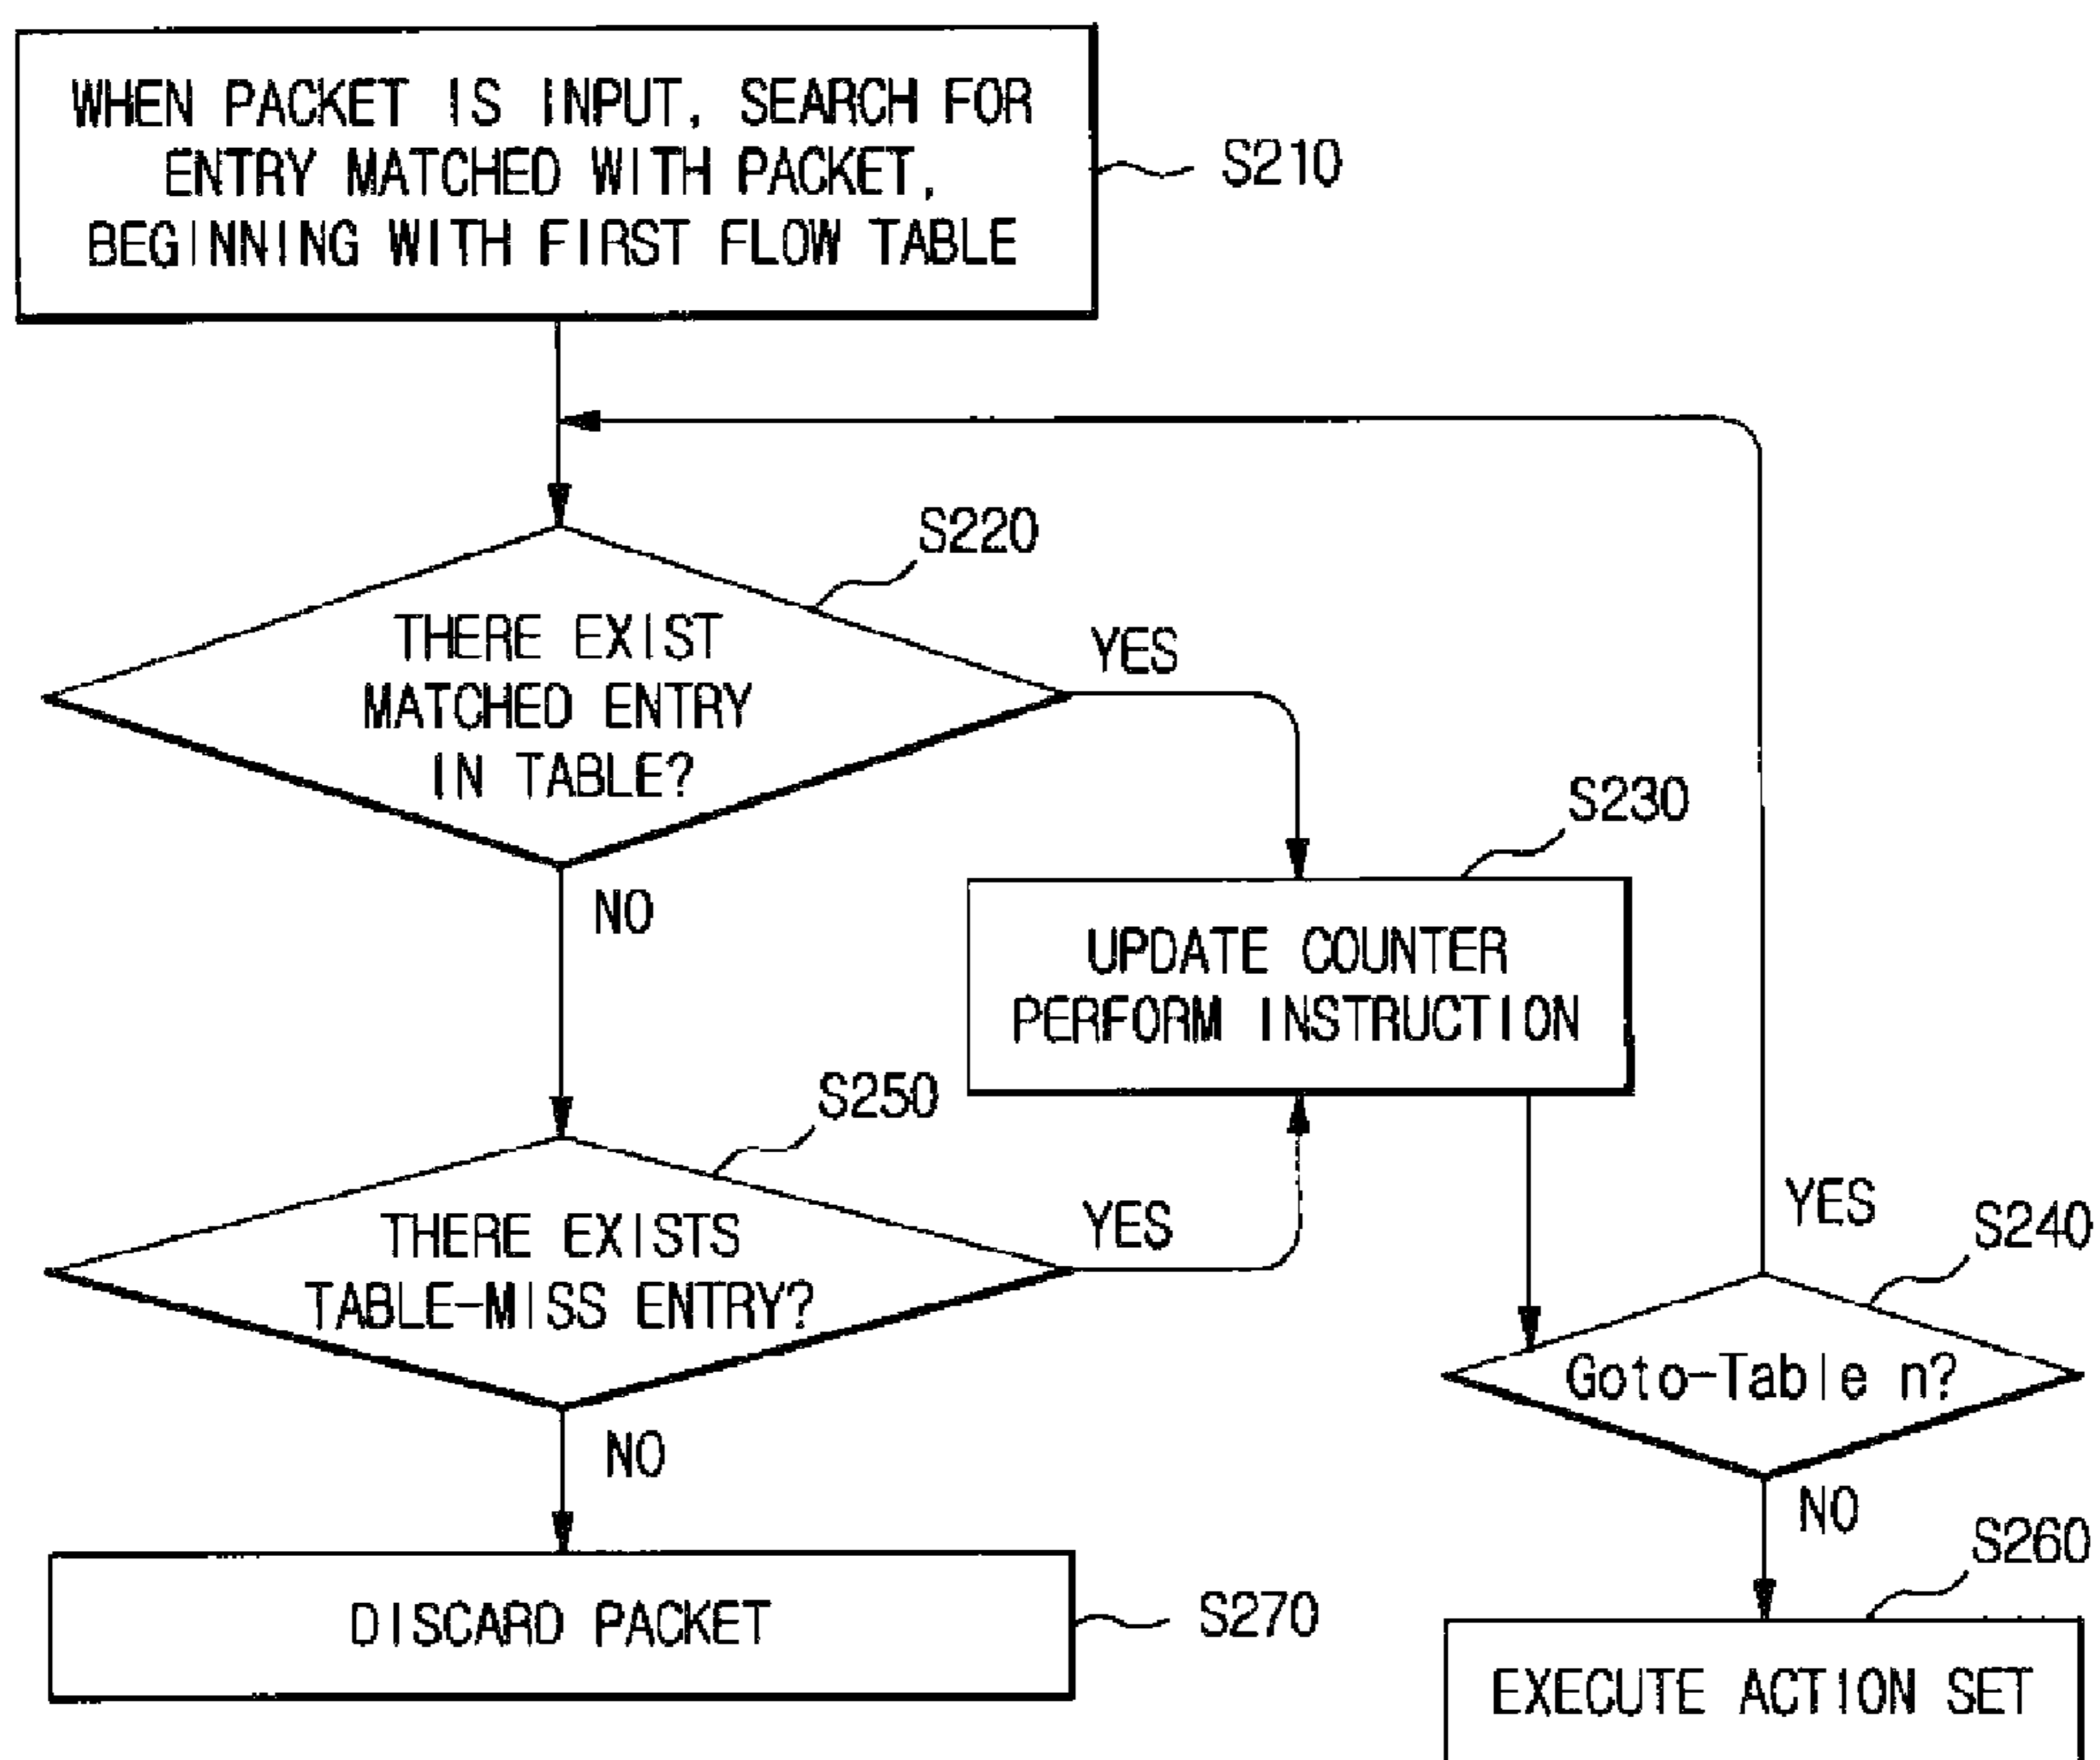 WHEN PACKET IS INPUT, SEARCH FOR
ENTRY MATCHED WITH PACKET,
BEGINNING WITH FIRST FLOW TABLE
S210
S220
THERE EXIST
MATCHED ENTRY
IN TABLE?
YES
NO
S230
UPDATE COUNTER
PERFORM INSTRUCTION
S250
THERE EXISTS
TABLE-MISS ENTRY?
YES
NO
YES
S240
Goto-Table n?
NO
S260
DISCARD PACKET
S270
EXECUTE ACTION SET